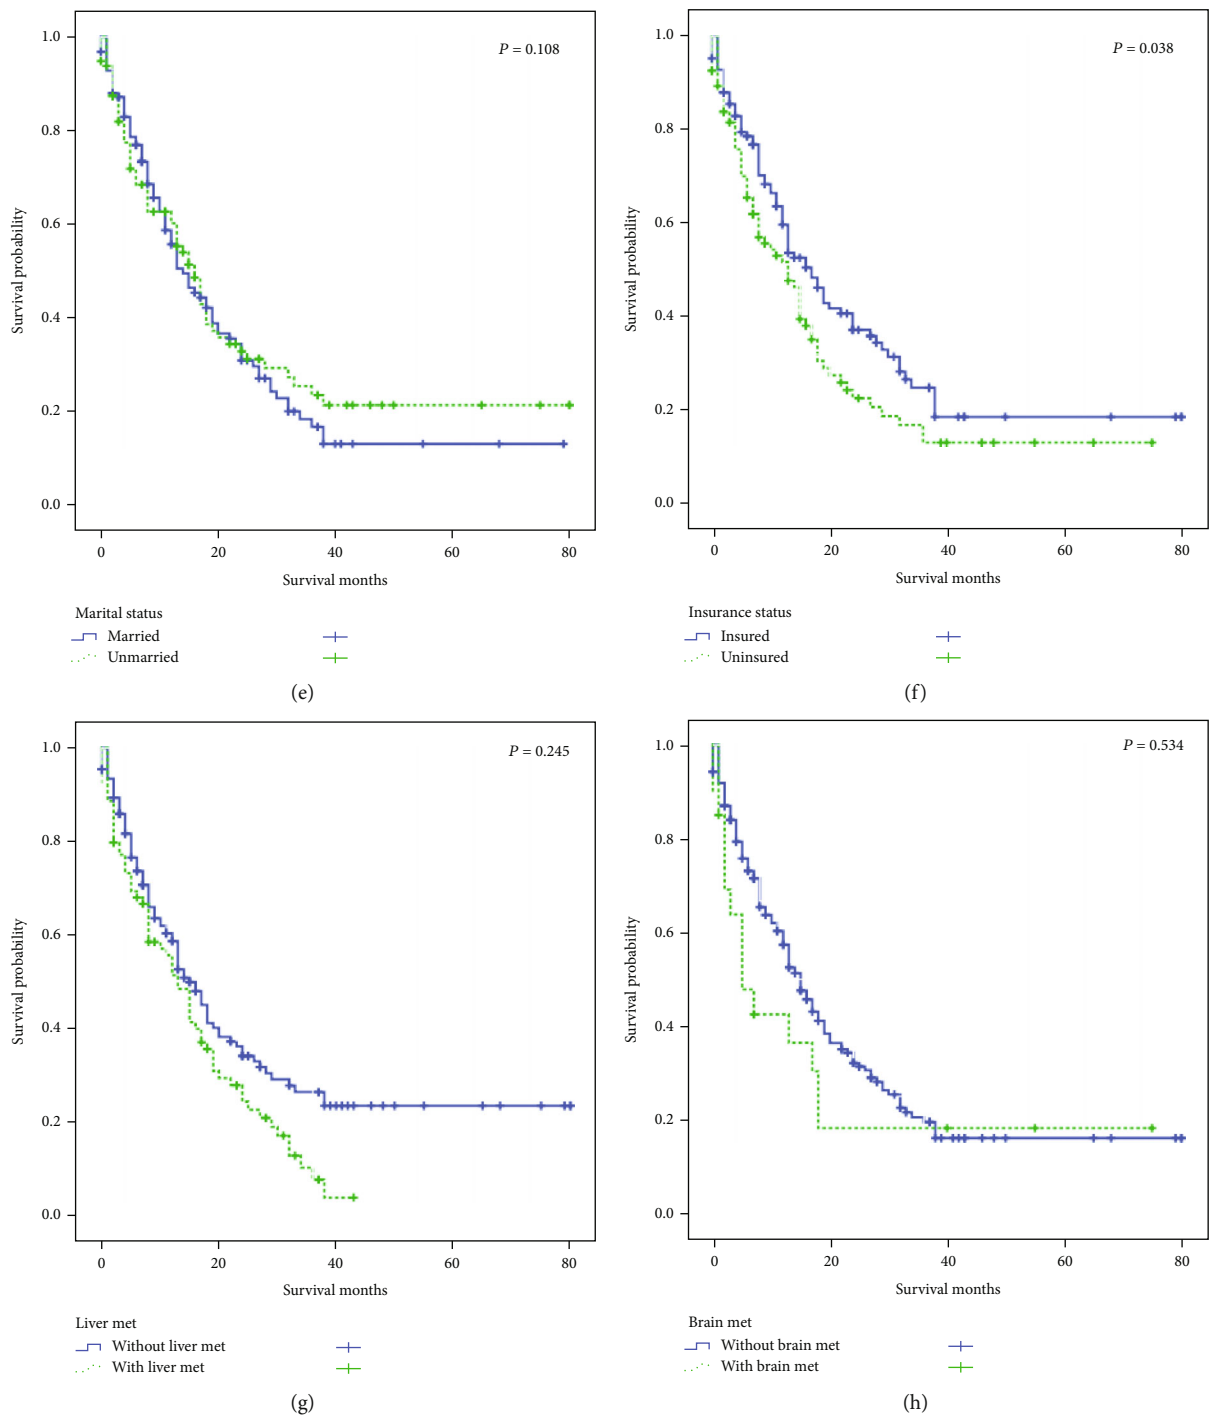 1.0
0.8
0.6
0.4
0.2
0.0
Survival probability
P = 0.108
0 20 40 60 80
Survival months
Marital status
Married
Unmarried
(e)
1.0
0.8
0.6
0.4
0.2
0.0
Survival probability
P = 0.038
0 20 40 60 80
Survival months
Insurance status
Insured
Uninsured
(f)
1.0
0.8
0.6
0.4
0.2
0.0
Survival probability
P = 0.245
0 20 40 60 80
Survival months
Liver met
Without liver met
With liver met
(g)
1.0
0.8
0.6
0.4
0.2
0.0
Survival probability
P = 0.534
0 20 40 60 80
Survival months
Brain met
Without brain met
With brain met
(h)